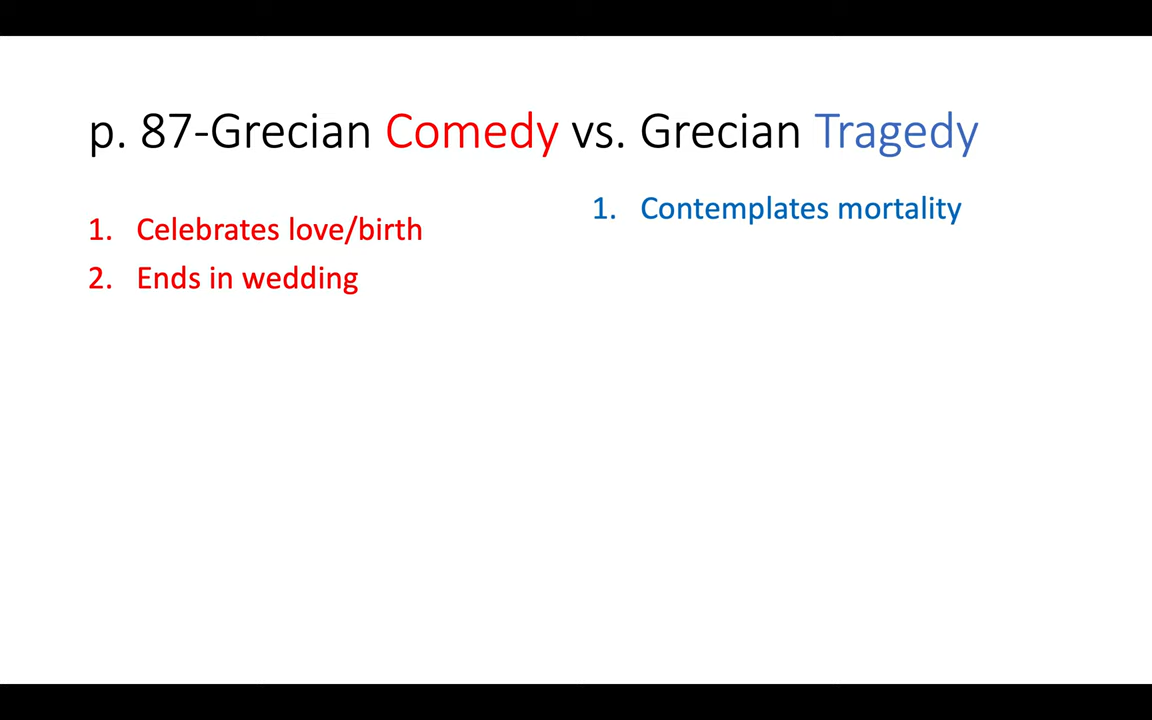 p. 87-Grecian Comedy vs. Grecian Tragedy
1. Celebrates love/birth
2. Ends in wedding
1. Contemplates mortality